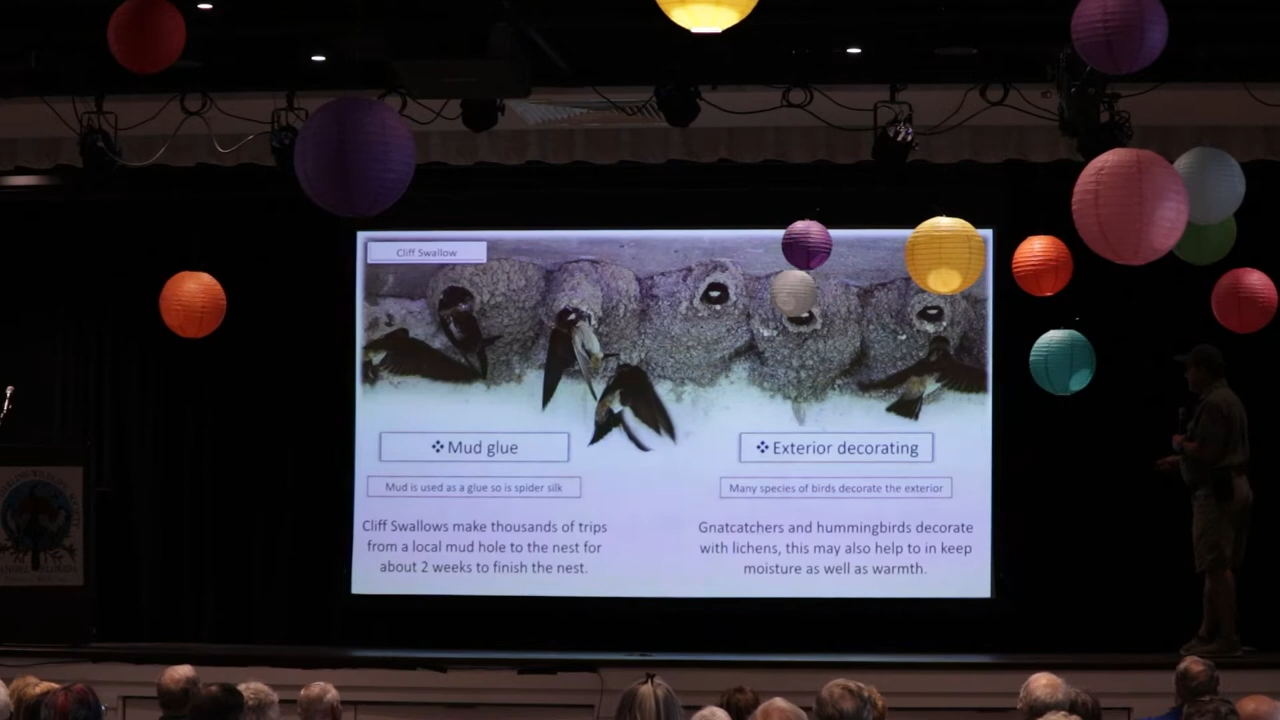 Cliff Swallow
❖ Mud glue
❖ Exterior decorating
Mud is used as a glue so is spider silk
Many species of birds decorate the exterior
Cliff Swallows make thousands of trips
from a local mud hole to the nest for
about 2 weeks to finish the nest.
Gnatcatchers and hummingbirds decorate
with lichens, this may also help to in keep
moisture as well as warmth.